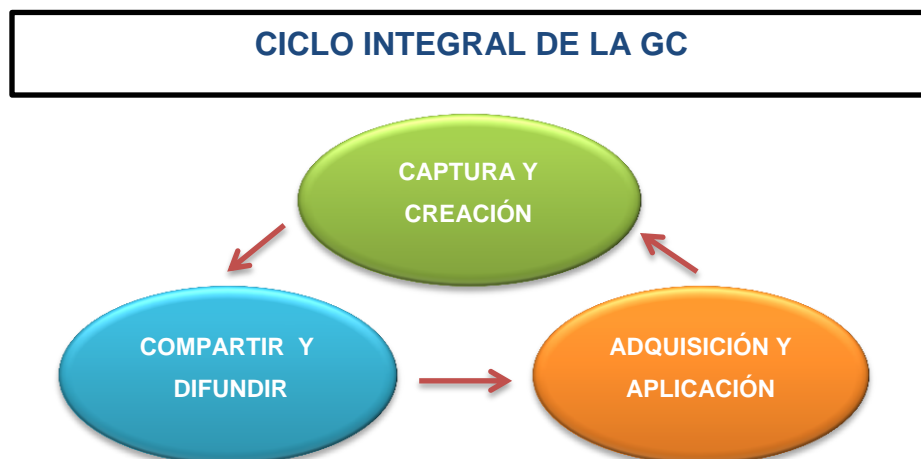 CICLO INTEGRAL DE LA GC
CAPTURA Y
CREACIÓN
COMPARTIR Y
DIFUNDIR
ADQUISICIÓN Y
APLICACIÓN